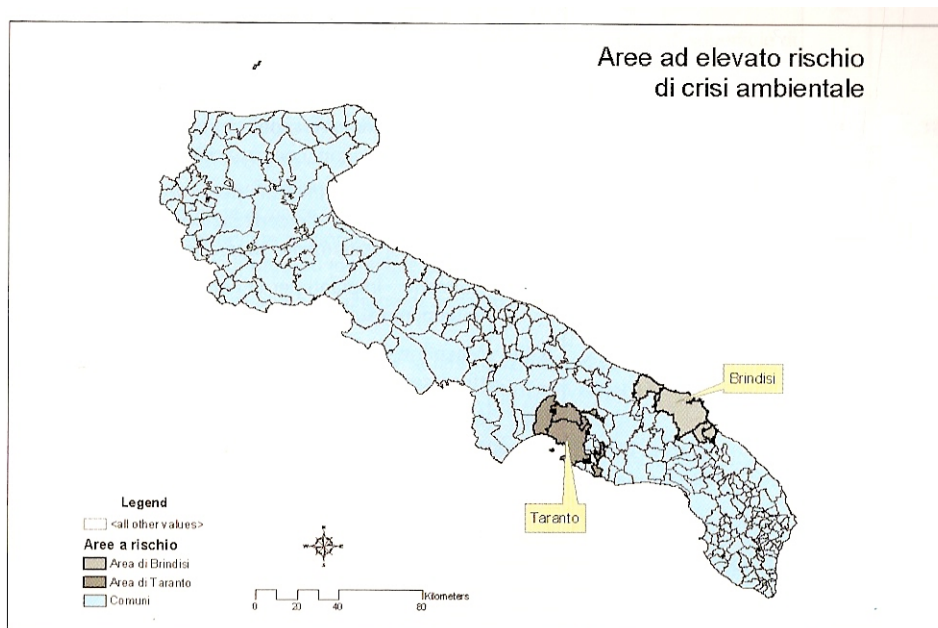 Aree ad elevato rischio
di crisi ambientale
Brindisi
Taranto
Legend
<all other values>
Aree a rischio
Area di Brindisi
Area di Taranto
Comuni
N
W E
S
Kilometers
0 20 40 80